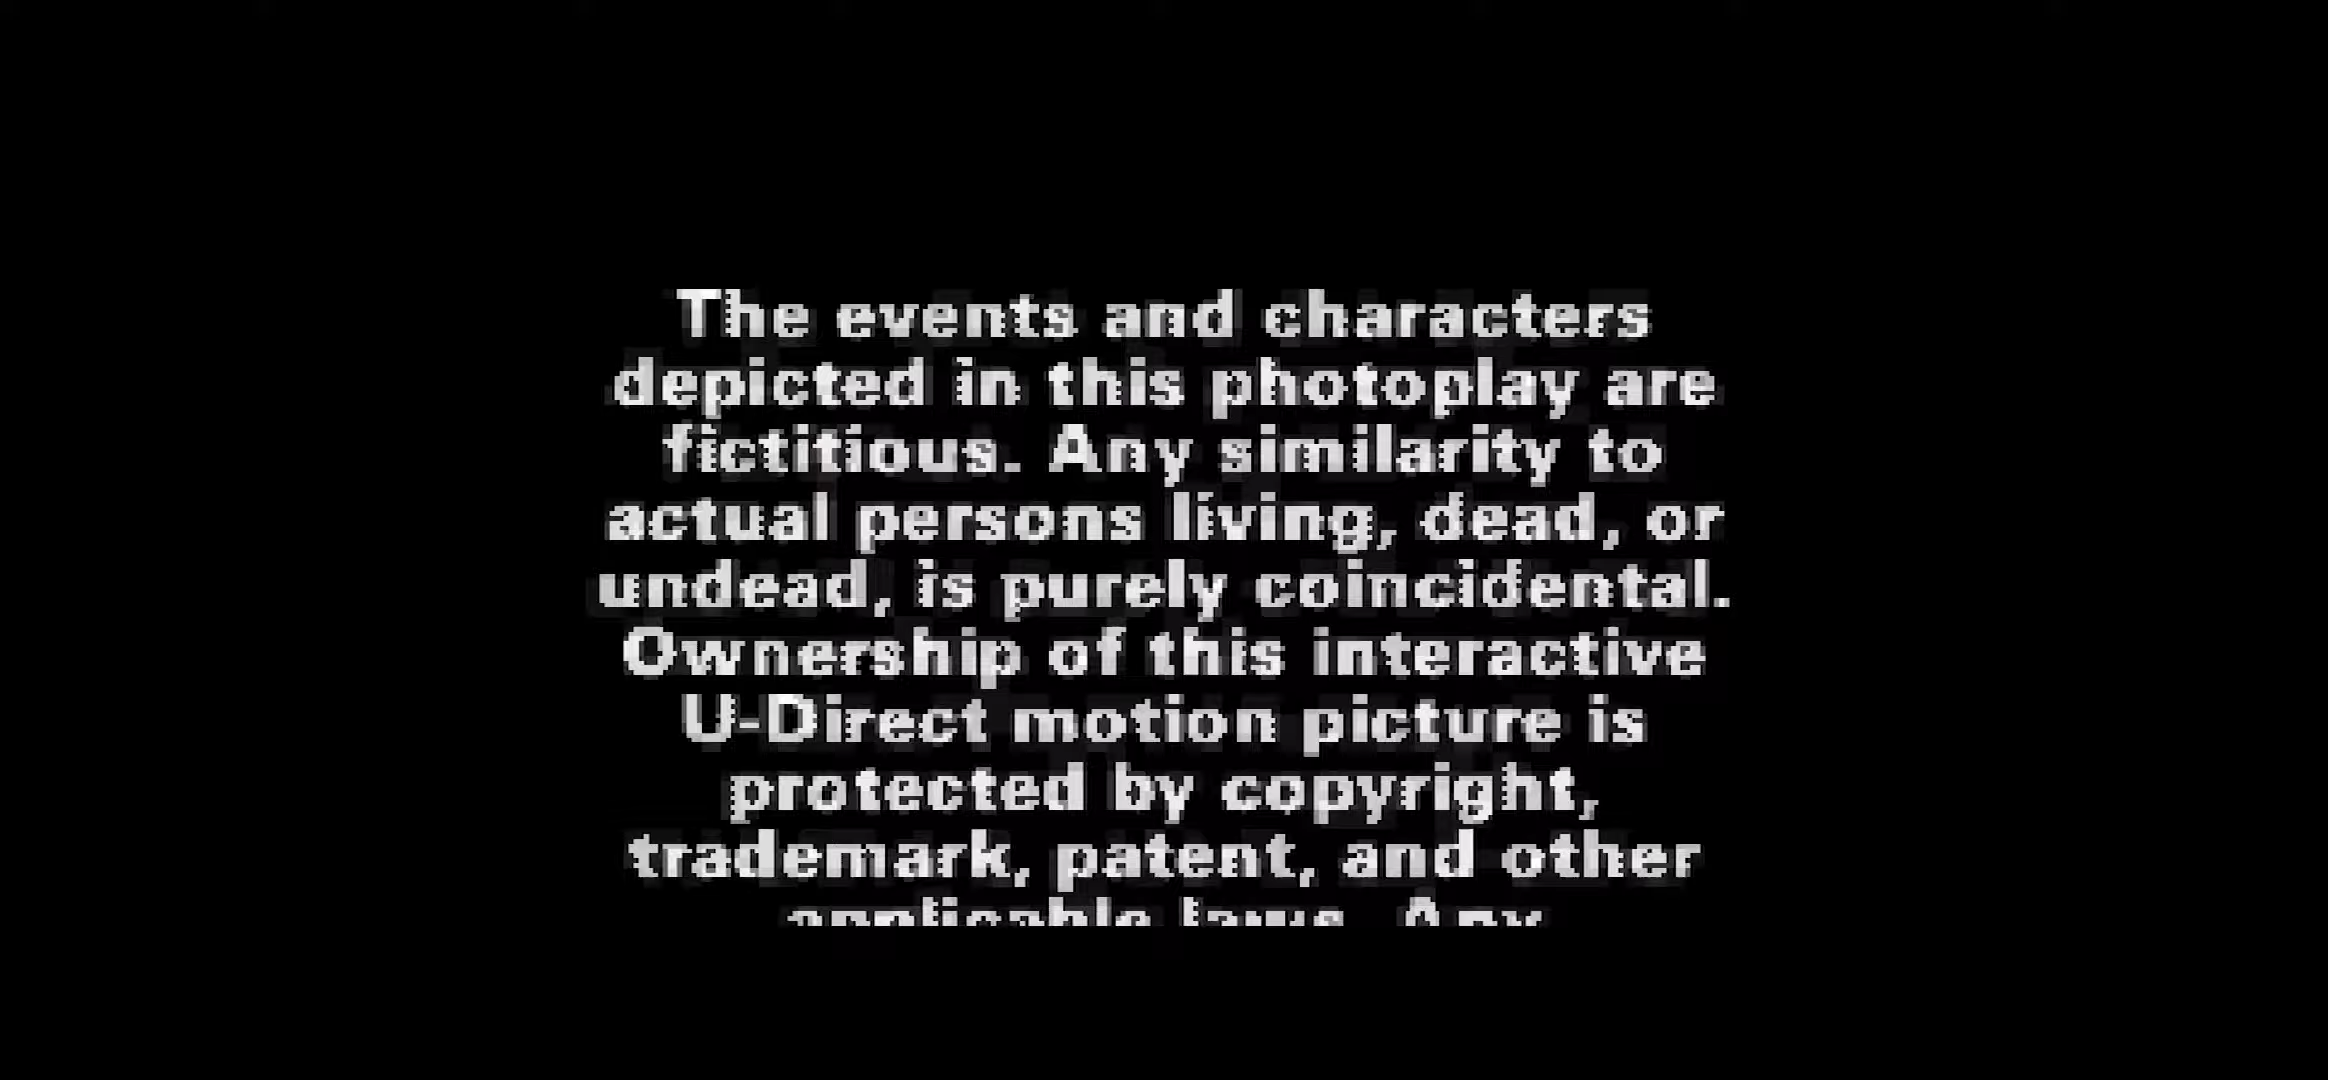 The events and characters
depicted in this photoplay are
fictitious. Any similarity to
actual persons living, dead, or
undead, is purely coincidental.
Ownership of this interactive
U-Direct motion picture is
protected by copyright,
trademark, patent, and other
applicable laws. Any